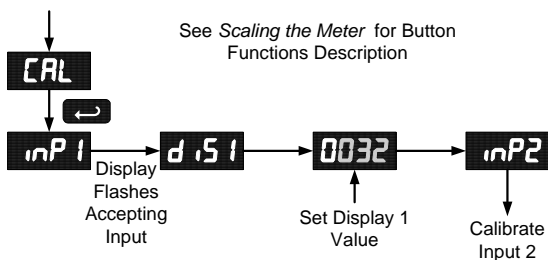 See Scaling the Meter for Button
Functions Description
CAL
inP1
Display
Flashes
Accepting
Input
diS1
0032
Set Display 1
Value
inP2
Calibrate
Input 2